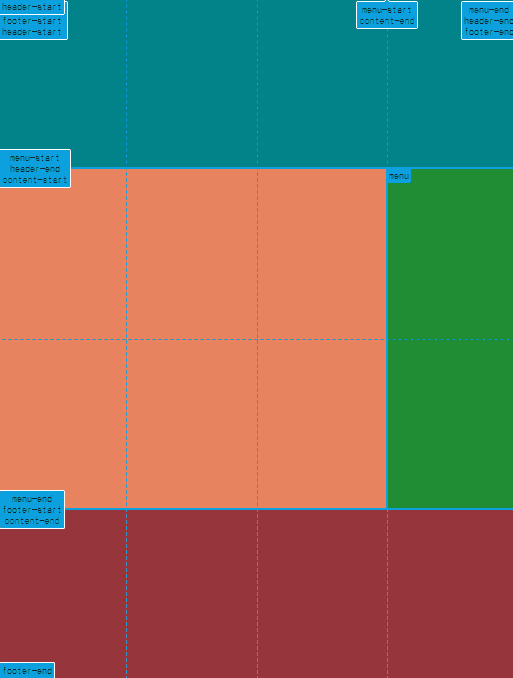 header-start
footer-start
header-start
menu-start
content-end
menu-end
header-end
footer-end
menu-start
header-end
content-start
menu
menu-end
footer-start
content-end
footer-end